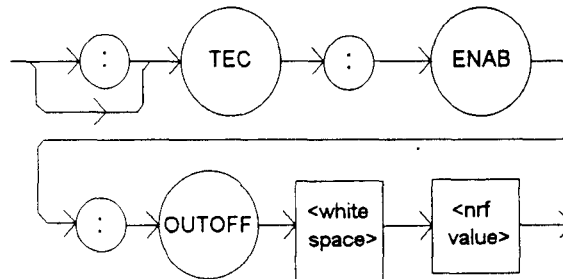 : TEC : ENAB
: OUTOFF <white space> <nrf value>